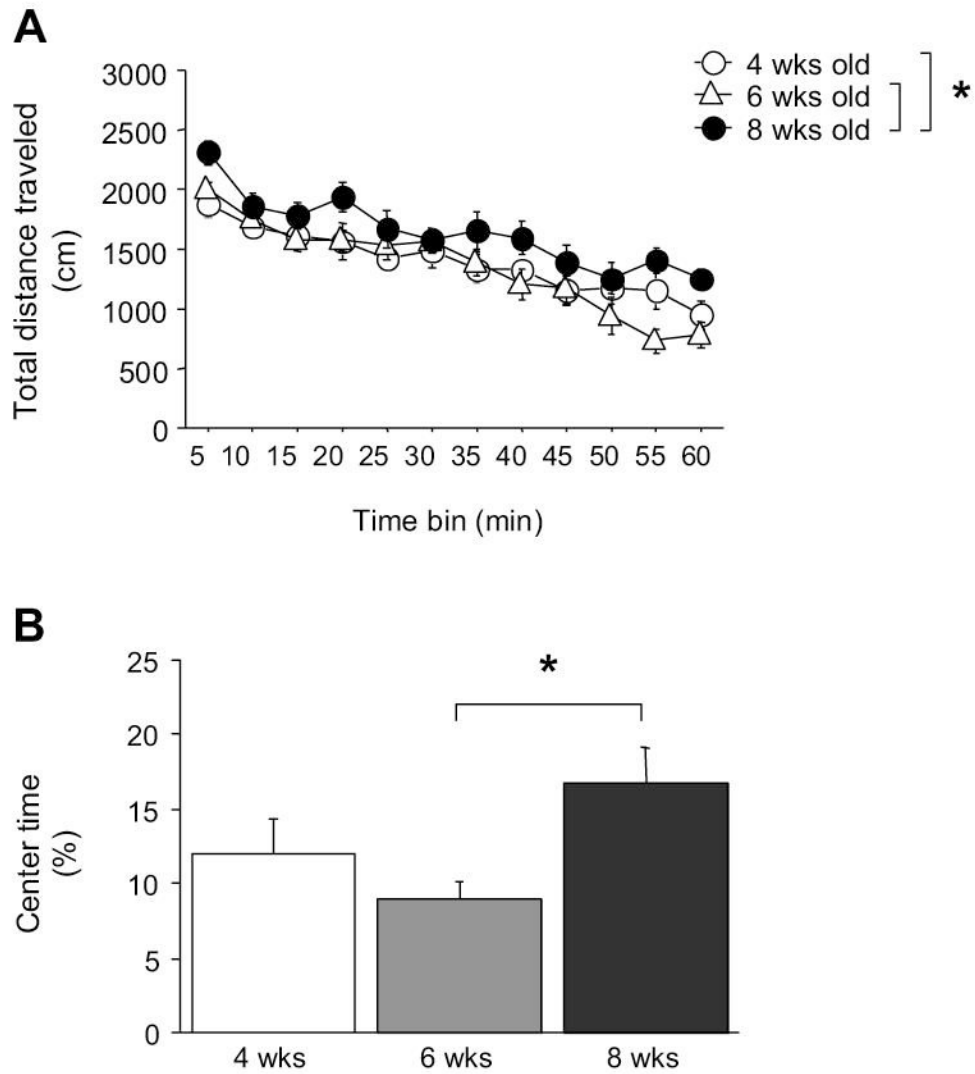 A
4 wks old
6 wks old
8 wks old
*
3000
2500
2000
1500
1000
500
0
Total distance traveled
(cm)
5 10 15 20 25 30 35 40 45 50 55 60
Time bin (min)
B
*
25
20
15
10
5
0
Center time
(%)
4 wks 6 wks 8 wks